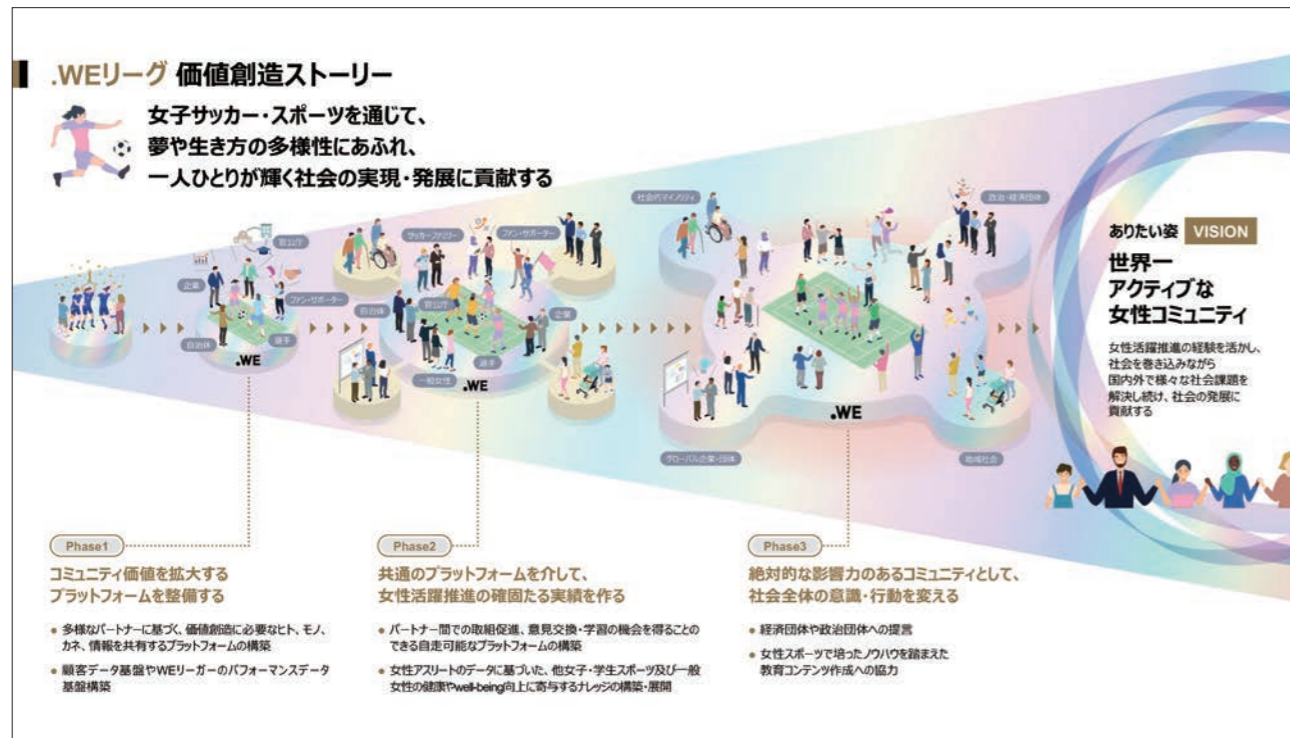 .WEリーグ 価値創造ストーリー
女子サッカー・スポーツを通じて、
夢や生き方の多様性にあふれ、
一人ひとりが輝く社会の実現・発展に貢献する
官公庁
企業
ファン・サポーター
自治体
選手
.WE
サッカーファミリー
ファン・サポーター
自治体
官公庁
企業
選手
一般女性
.WE
社会的マイノリティ
政治・経済団体
.WE
グローバル企業・団体
地域社会
ありたい姿 VISION
世界一
アクティブな
女性コミュニティ
女性活躍推進の経験を活かし、
社会を巻き込みながら
国内外で様々な社会課題を
解決し続け、社会の発展に
貢献する
Phase1
コミュニティ価値を拡大する
プラットフォームを整備する
● 多様なパートナーに基づく、価値創造に必要なヒト、モノ、
カネ、情報を共有するプラットフォームの構築
● 顧客データ基盤やWEリーガーのパフォーマンスデータ
基盤構築
Phase2
共通のプラットフォームを介して、
女性活躍推進の確固たる実績を作る
● パートナー間での取組促進、意見交換・学習の機会を得ることの
できる自走可能なプラットフォームの構築
● 女性アスリートのデータに基づいた、他女子・学生スポーツ及び一般
女性の健康やwell-being向上に寄与するナレッジの構築・展開
Phase3
絶対的な影響力のあるコミュニティとして、
社会全体の意識・行動を変える
● 経済団体や政治団体への提言
● 女性スポーツで培ったノウハウを踏まえた
教育コンテンツ作成への協力